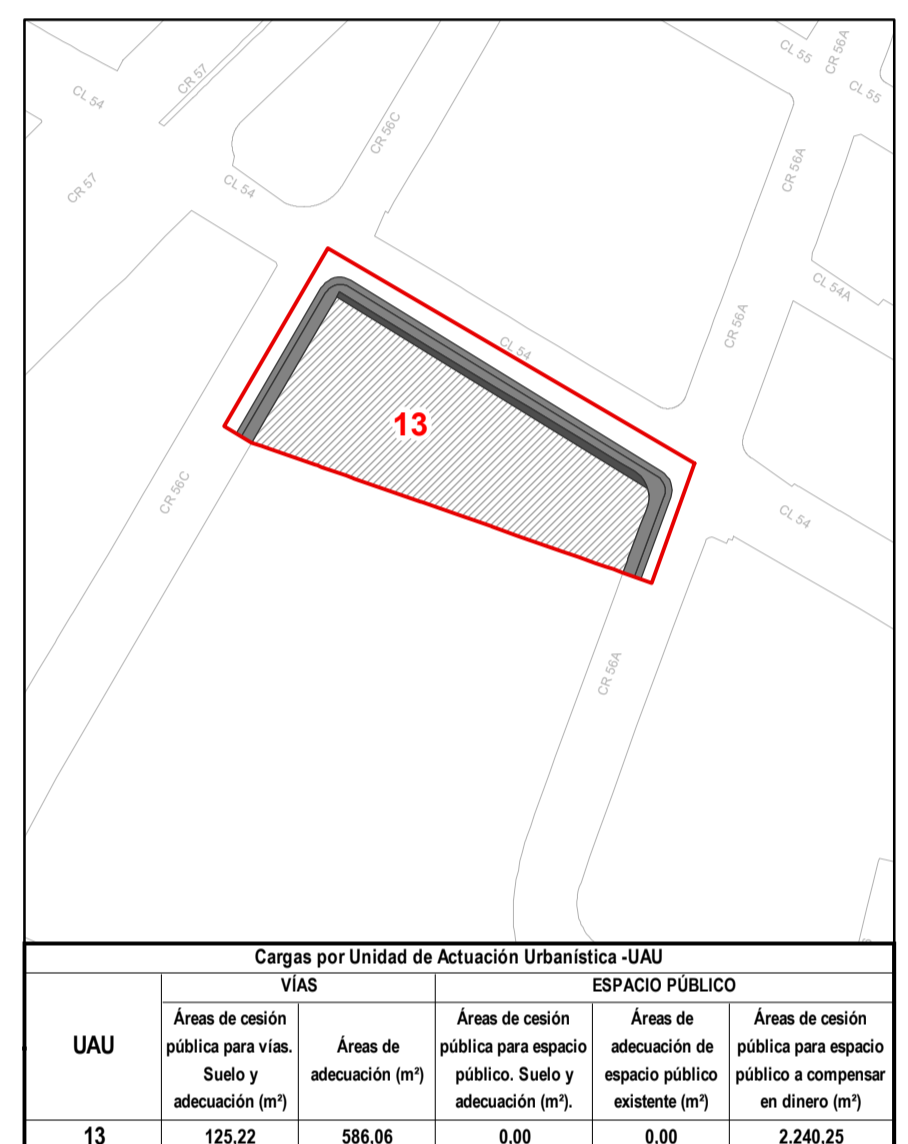 CL 55
CR 56A
CL 54
CR 57
CL 55
CR 56C
CR 57
CL 54
CR 56A
CL 54A
CR 56A
CL 54
13
CR 56C
CL 54
CR 56A
Cargas por Unidad de Actuación Urbanística -UAU
VÍAS
ESPACIO PÚBLICO
UAU
Áreas de cesión
pública para vías.
Suelo y
adecuación (m²)
Áreas de
adecuación (m²)
Áreas de cesión
pública para espacio
público. Suelo y
adecuación (m²).
Áreas de
adecuación de
espacio público
existente (m²)
Áreas de cesión
pública para espacio
público a compensar
en dinero (m²)
13
125.22
586.06
0.00
0.00
2.240.25